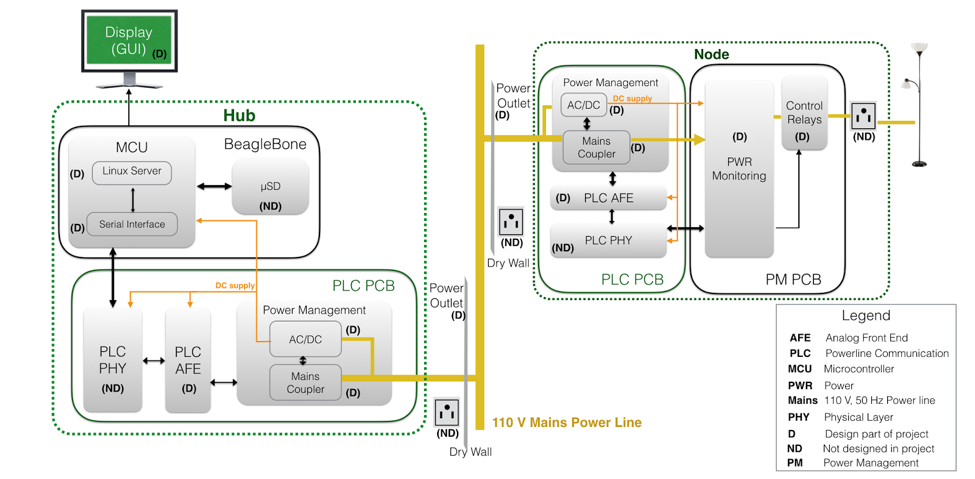 Display
(GUI) (D)
Hub
MCU
BeagleBone
(D)
Linux Server
µSD
(ND)
(D)
Serial Interface
DC supply
PLC PCB
Power Management
PLC
PHY
(ND)
PLC
AFE
(D)
AC/DC
(D)
Mains
Coupler
(D)
Power
Outlet
(D)
(ND)
Dry Wall
110 V Mains Power Line
Node
Power
Outlet
(D)
(ND)
Dry Wall
Power Management
AC/DC
DC supply
(D)
Mains
Coupler
(D)
(D) PLC AFE
(ND) PLC PHY
PLC PCB
(D)
PWR
Monitoring
Control
Relays
(D)
(ND)
PM PCB
Legend
AFE Analog Front End
PLC Powerline Communication
MCU Microcontroller
PWR Power
Mains 110 V, 50 Hz Power line
PHY Physical Layer
D Design part of project
ND Not designed in project
PM Power Management